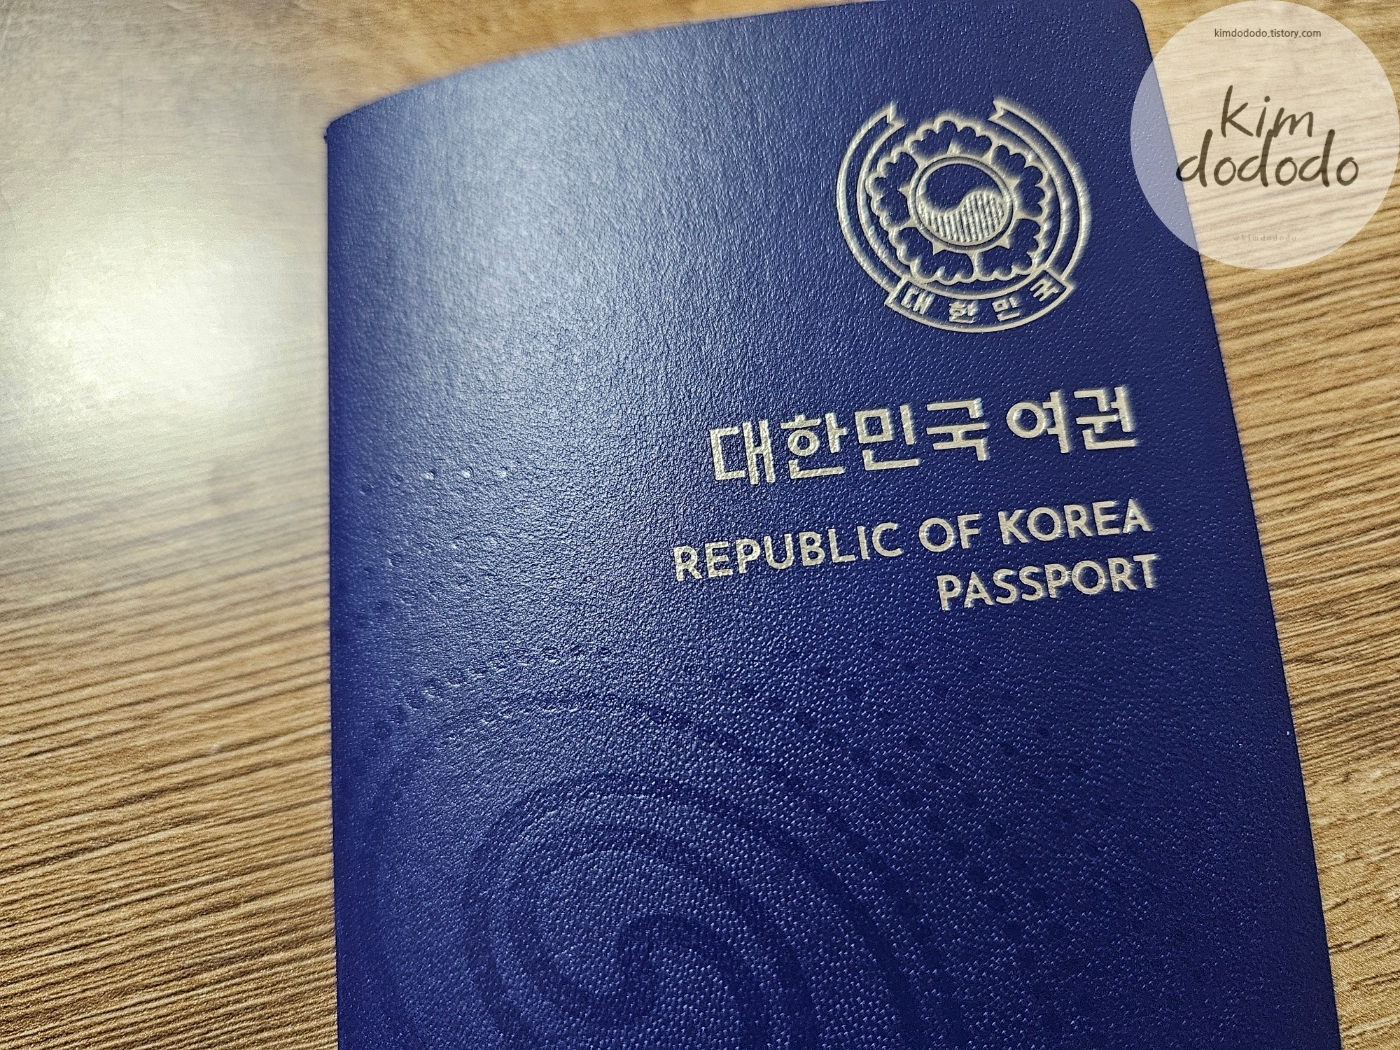 kimdododo.tistory.com
kim
dododo
@kimdododo
대한민국
대한민국 여권
REPUBLIC OF KOREA
PASSPORT